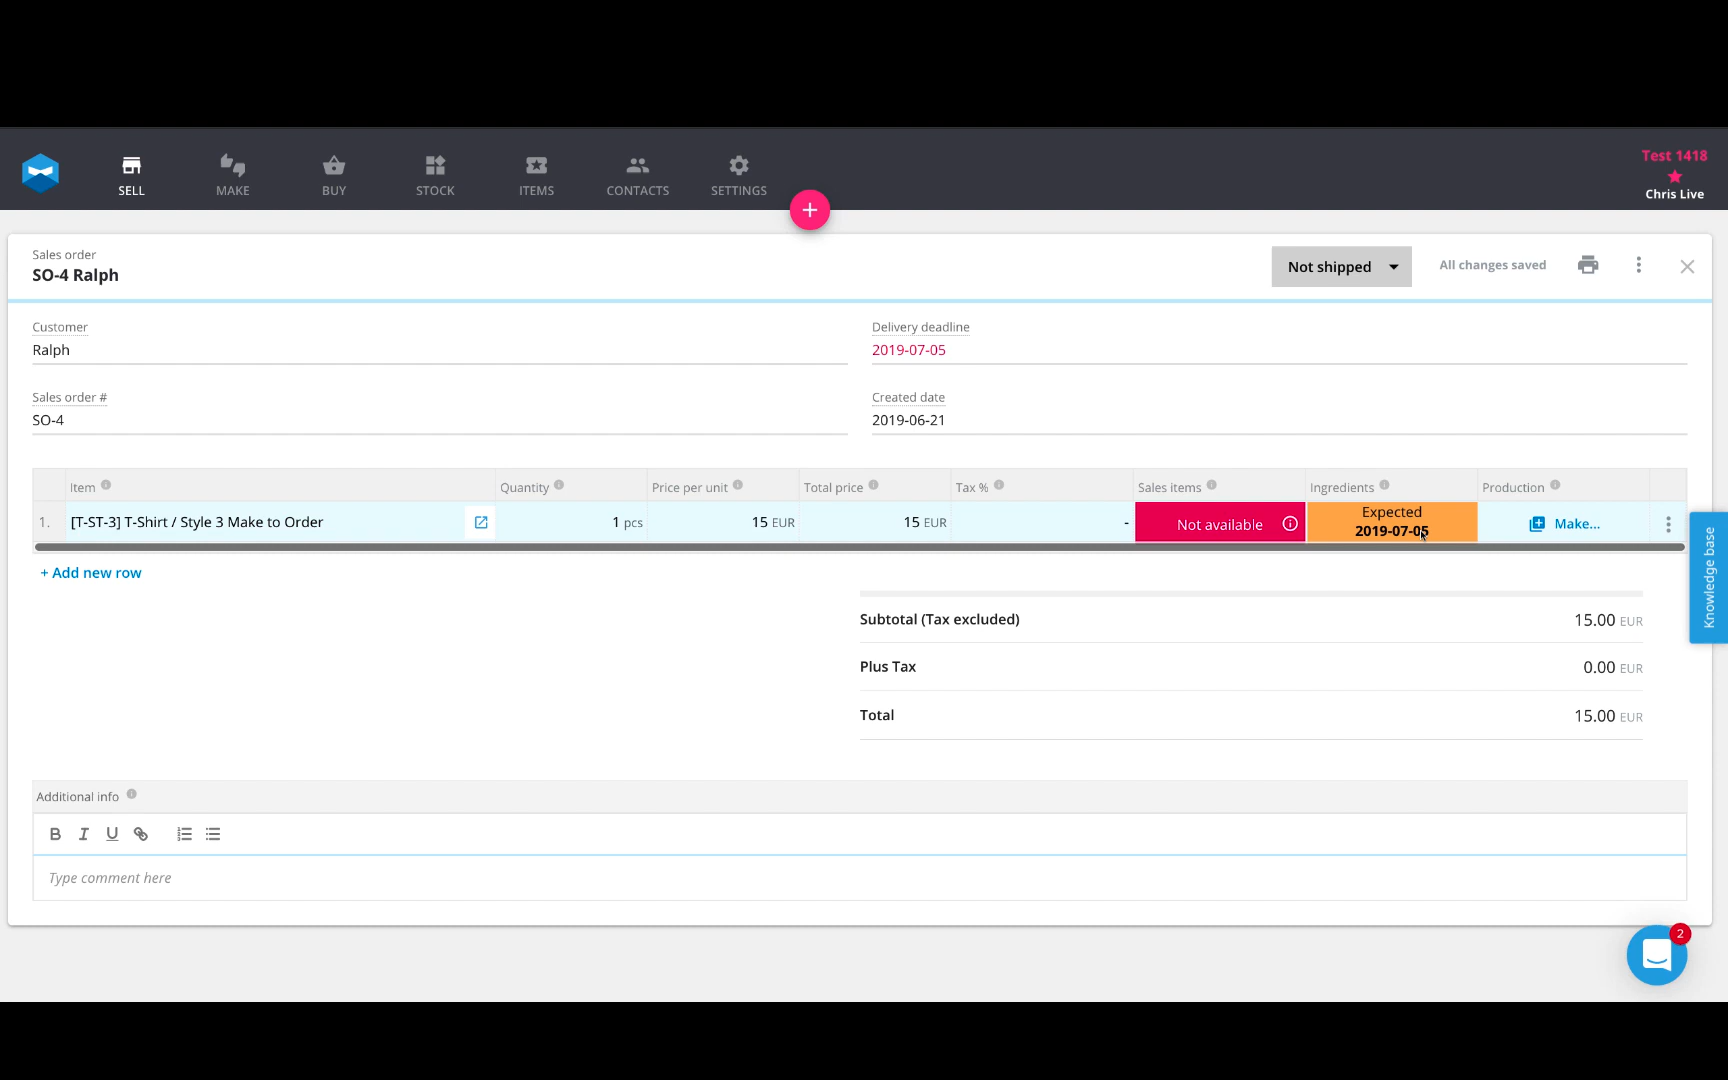 SELL
MAKE
BUY
STOCK
ITEMS
CONTACTS
SETTINGS
+
Test 1418
Chris Live
Sales order
SO-4 Ralph
Not shipped
All changes saved
Customer
Ralph
Delivery deadline
2019-07-05
Sales order #
SO-4
Created date
2019-06-21
Item
Quantity
Price per unit
Total price
Tax %
Sales items
Ingredients
Production
1.
[T-ST-3] T-Shirt / Style 3 Make to Order
1 pcs
15 EUR
15 EUR
-
Not available
Expected
2019-07-05
Make...
+ Add new row
Knowledge base
Subtotal (Tax excluded)
15.00 EUR
Plus Tax
0.00 EUR
Total
15.00 EUR
Additional info
B I U
Type comment here
2